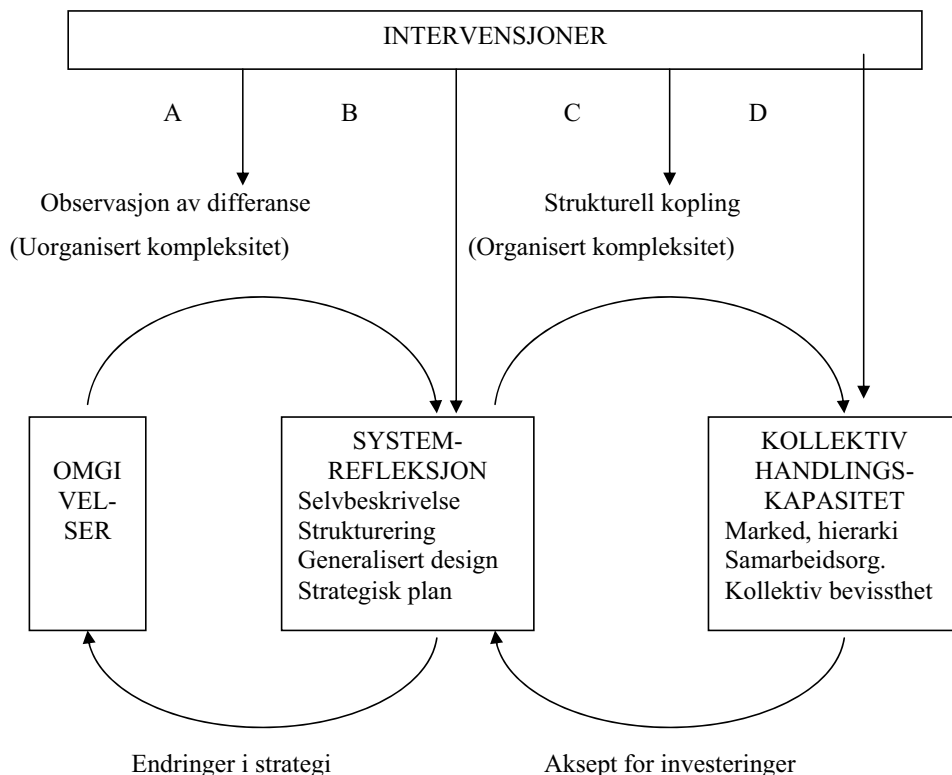 INTERVENSJONER
A
B
C
D
Observasjon av differanse
(Uorganisert kompleksitet)
Strukturell kopling
(Organisert kompleksitet)
OMGI
VEL-
SER
SYSTEM-
REFLEKSJON
Selvbeskrivelse
Strukturering
Generalisert design
Strategisk plan
KOLLEKTIV
HANDLINGS-
KAPASITET
Marked, hierarki
Samarbeidsorg.
Kollektiv bevissthet
Endringer i strategi
Aksept for investeringer